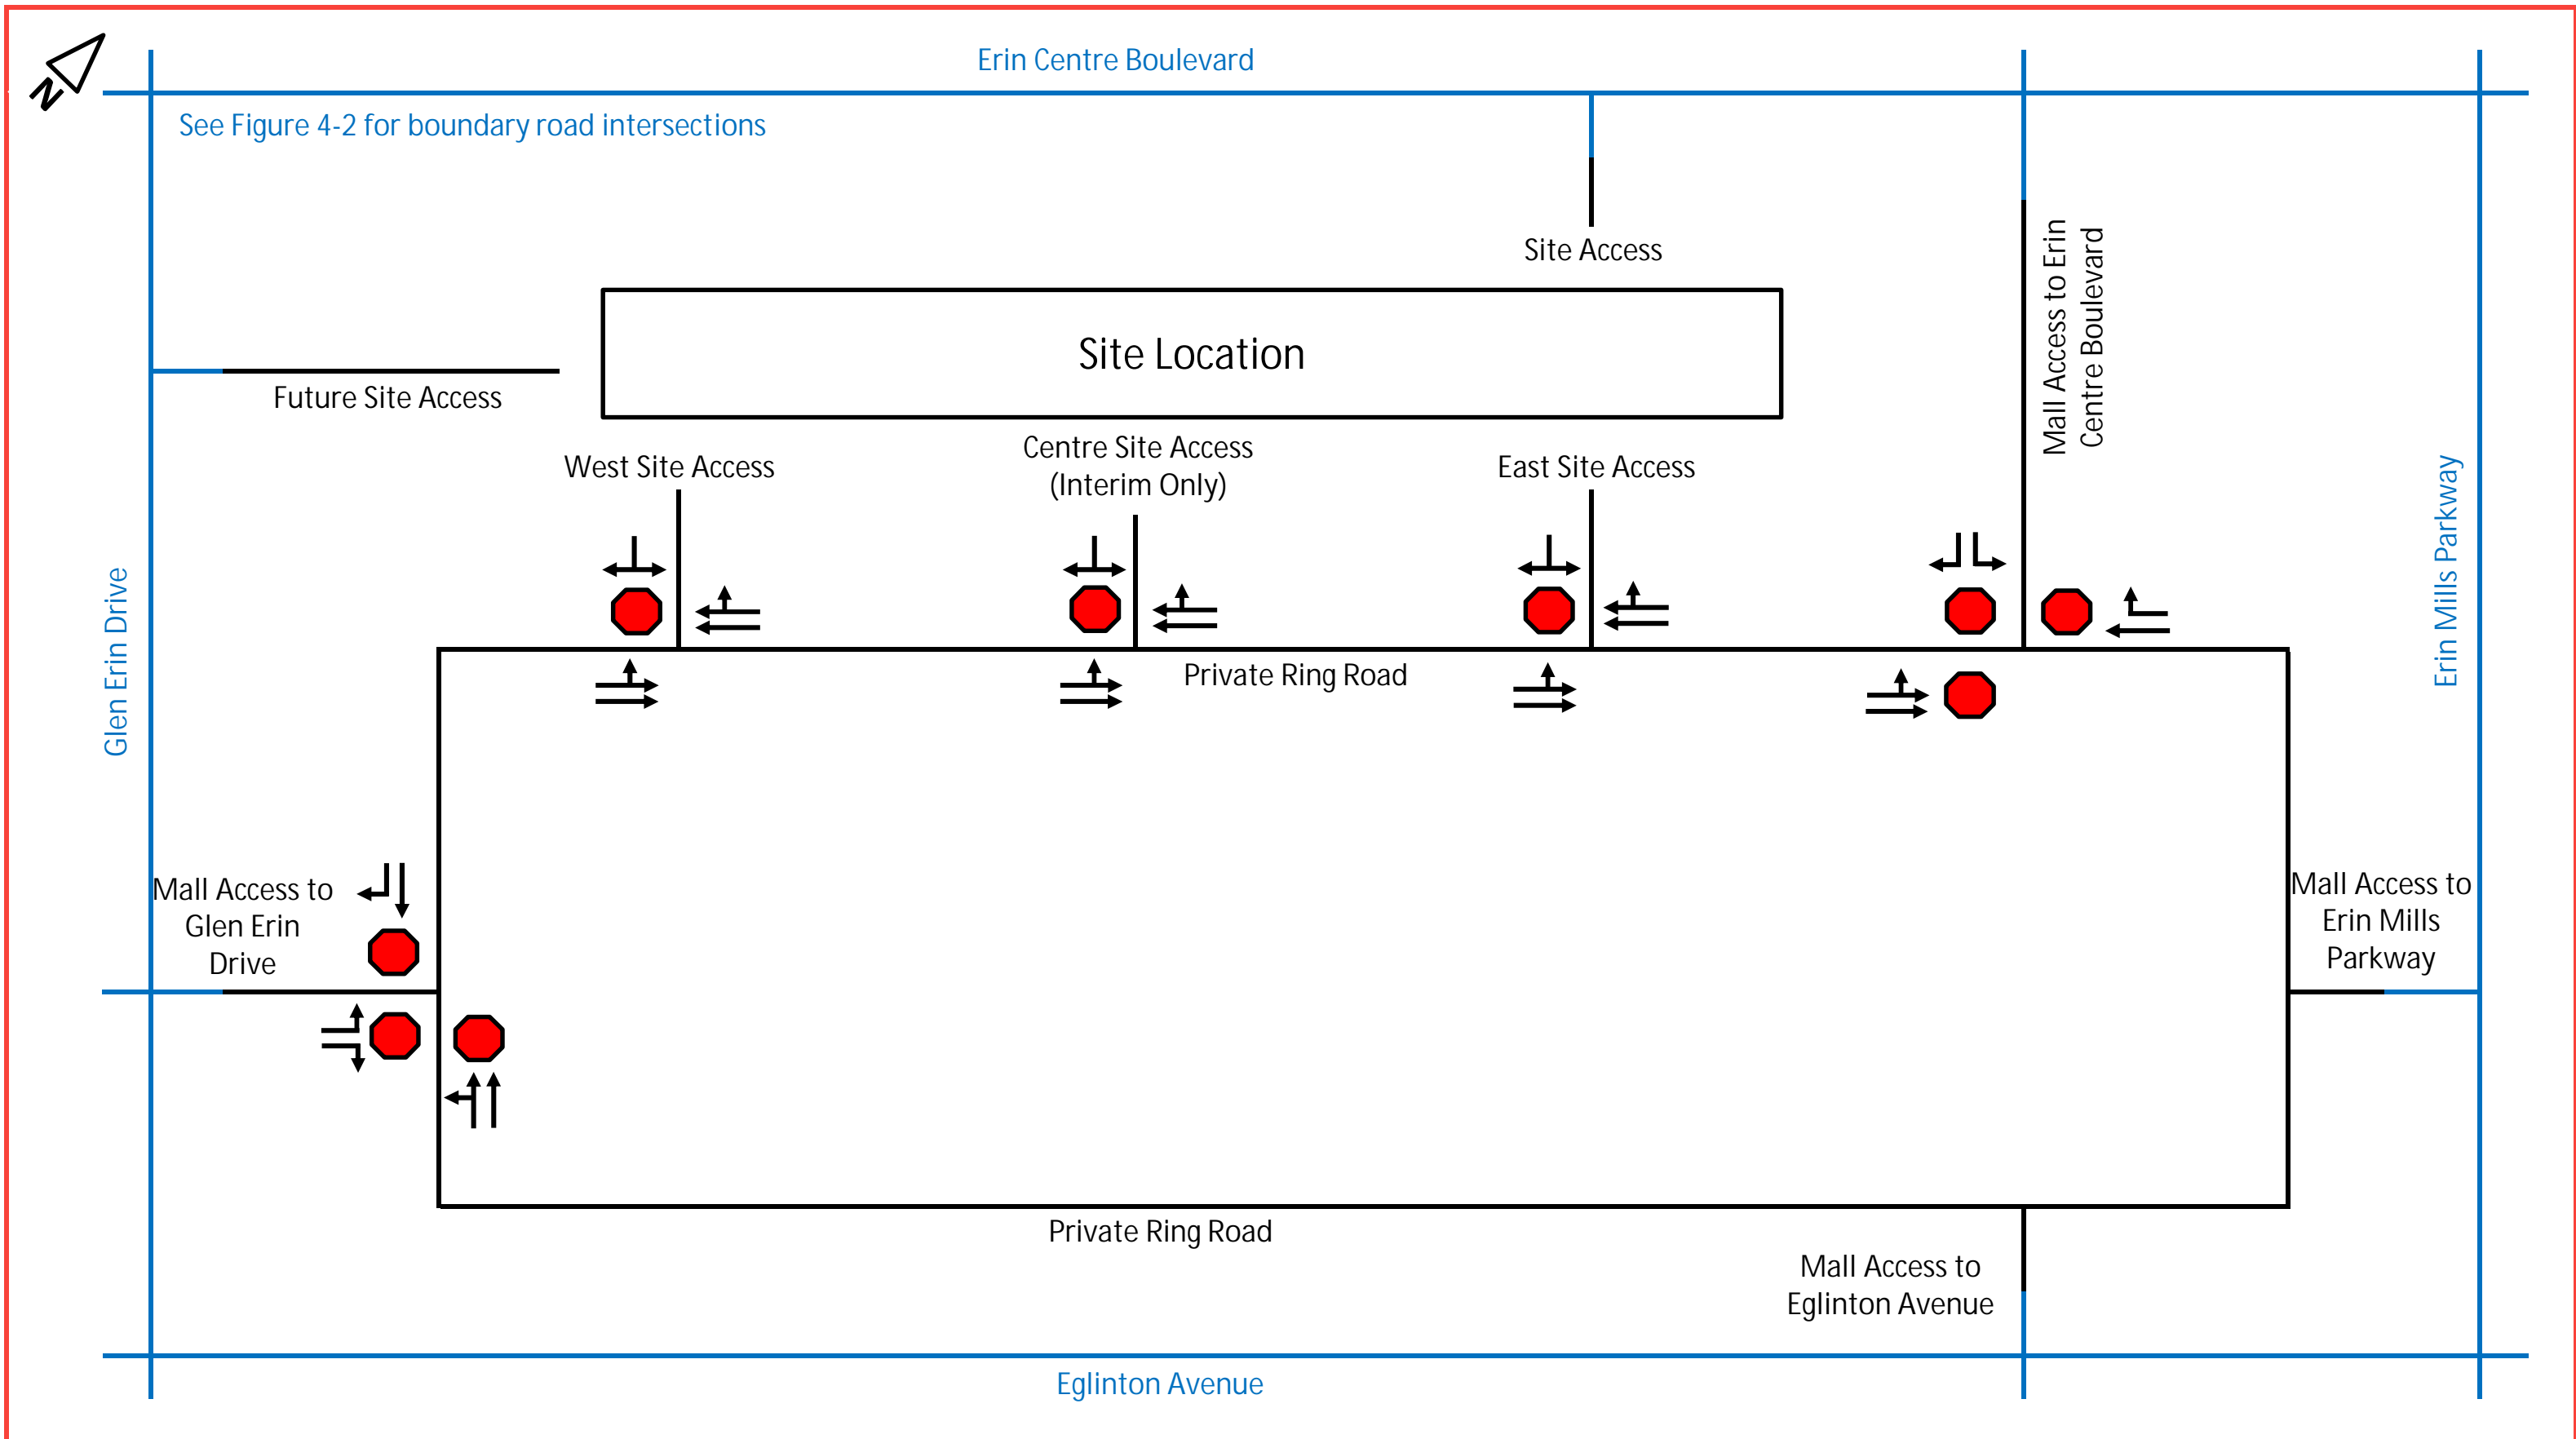 N
Erin Centre Boulevard
See Figure 4-2 for boundary road intersections
Site Access
Mall Access to Erin
Centre Boulevard
Site Location
Future Site Access
West Site Access
Centre Site Access
(Interim Only)
East Site Access
Erin Mills Parkway
Glen Erin Drive
Private Ring Road
Mall Access to
Glen Erin
Drive
Mall Access to
Erin Mills
Parkway
Private Ring Road
Mall Access to
Eglinton Avenue
Eglinton Avenue